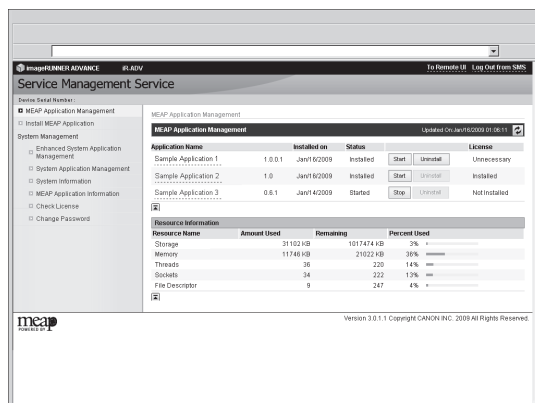 imageRUNNER ADVANCE iR-ADV To Remote UI Log Out from SMS
Service Management Service
Device Serial Number:
MEAP Application Management
Install MEAP Application
System Management
Enhanced System Application
Management
System Application Management
System Information
MEAP Application Information
Check License
Change Password
MEAP Application Management
MEAP Application Management Updated On:Jan/16/2009 01:06:11
Application Name Installed on Status License
Sample Application 1 1.0.0.1 Jan/16/2009 Installed Start Uninstall Unnecessary
Sample Application 2 1.0 Jan/16/2009 Installed Start Uninstall Installed
Sample Application 3 0.6.1 Jan/14/2009 Started Stop Uninstall Not Installed
Resource Information
Resource Name Amount Used Remaining Percent Used
Storage 31102 KB 1017474 KB 3%
Memory 11746 KB 21022 KB 36%
Threads 36 220 14%
Sockets 34 222 13%
File Descriptor 9 247 4%
meap
POWERED BY
Version 3.0.1.1 Copyright CANON INC. 2009 All Rights Reserved.